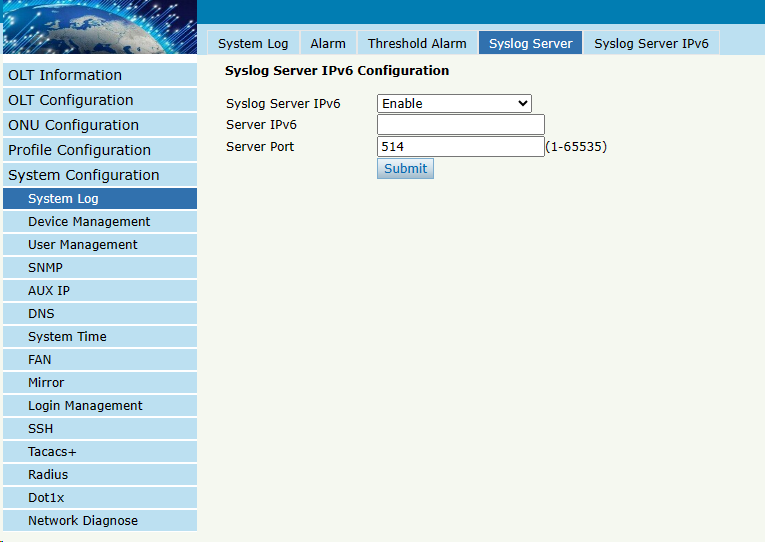 System Log Alarm Threshold Alarm Syslog Server Syslog Server IPv6
Syslog Server IPv6 Configuration
Syslog Server IPv6 Enable
Server IPv6
Server Port 514 (1-65535)
Submit
OLT Information
OLT Configuration
ONU Configuration
Profile Configuration
System Configuration
System Log
Device Management
User Management
SNMP
AUX IP
DNS
System Time
FAN
Mirror
Login Management
SSH
Tacacs+
Radius
Dot1x
Network Diagnose